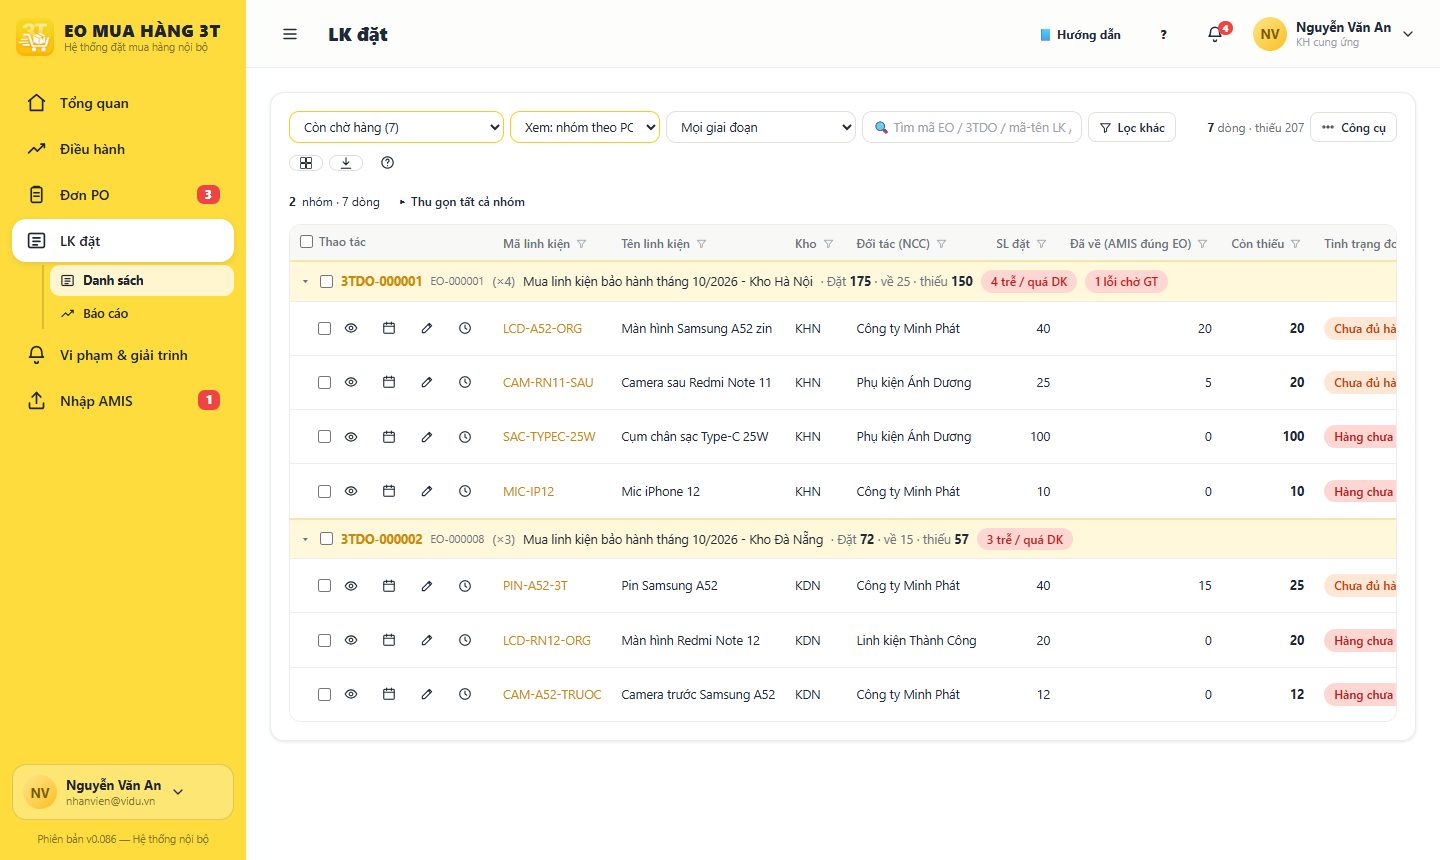 3T
EO MUA HÀNG 3T
Hệ thống đặt mua hàng nội bộ
Tổng quan
Điều hành
Đơn PO 3
LK đặt
Danh sách
Báo cáo
Vi phạm & giải trình
Nhập AMIS 1
NV Nguyễn Văn An
nhanvien@vidu.vn
Phiên bản v0.086 — Hệ thống nội bộ
LK đặt
Hướng dẫn ? 4 NV Nguyễn Văn An
KH cung ứng
Còn chờ hàng (7) Xem: nhóm theo PO Mọi giai đoạn Tìm mã EO / 3TDO / mã-tên LK / Lọc khác 7 dòng · thiếu 207 ••• Công cụ
2 nhóm · 7 dòng ▸ Thu gọn tất cả nhóm
Thao tác Mã linh kiện Tên linh kiện Kho Đối tác (NCC) SL đặt Đã về (AMIS đúng EO) Còn thiếu Tình trạng đơ
3TDO-000001 EO-000001 (×4) Mua linh kiện bảo hành tháng 10/2026 - Kho Hà Nội · Đặt 175 · về 25 · thiếu 150 4 trễ / quá DK 1 lỗi chờ GT
LCD-A52-ORG Màn hình Samsung A52 zin KHN Công ty Minh Phát 40 20 20 Chưa đủ hà
CAM-RN11-SAU Camera sau Redmi Note 11 KHN Phụ kiện Ánh Dương 25 5 20 Chưa đủ hà
SAC-TYPEC-25W Cụm chân sạc Type-C 25W KHN Phụ kiện Ánh Dương 100 0 100 Hàng chưa
MIC-IP12 Mic iPhone 12 KHN Công ty Minh Phát 10 0 10 Hàng chưa
3TDO-000002 EO-000008 (×3) Mua linh kiện bảo hành tháng 10/2026 - Kho Đà Nẵng · Đặt 72 · về 15 · thiếu 57 3 trễ / quá DK
PIN-A52-3T Pin Samsung A52 KDN Công ty Minh Phát 40 15 25 Chưa đủ hà
LCD-RN12-ORG Màn hình Redmi Note 12 KDN Linh kiện Thành Công 20 0 20 Hàng chưa
CAM-A52-TRUOC Camera trước Samsung A52 KDN Công ty Minh Phát 12 0 12 Hàng chưa